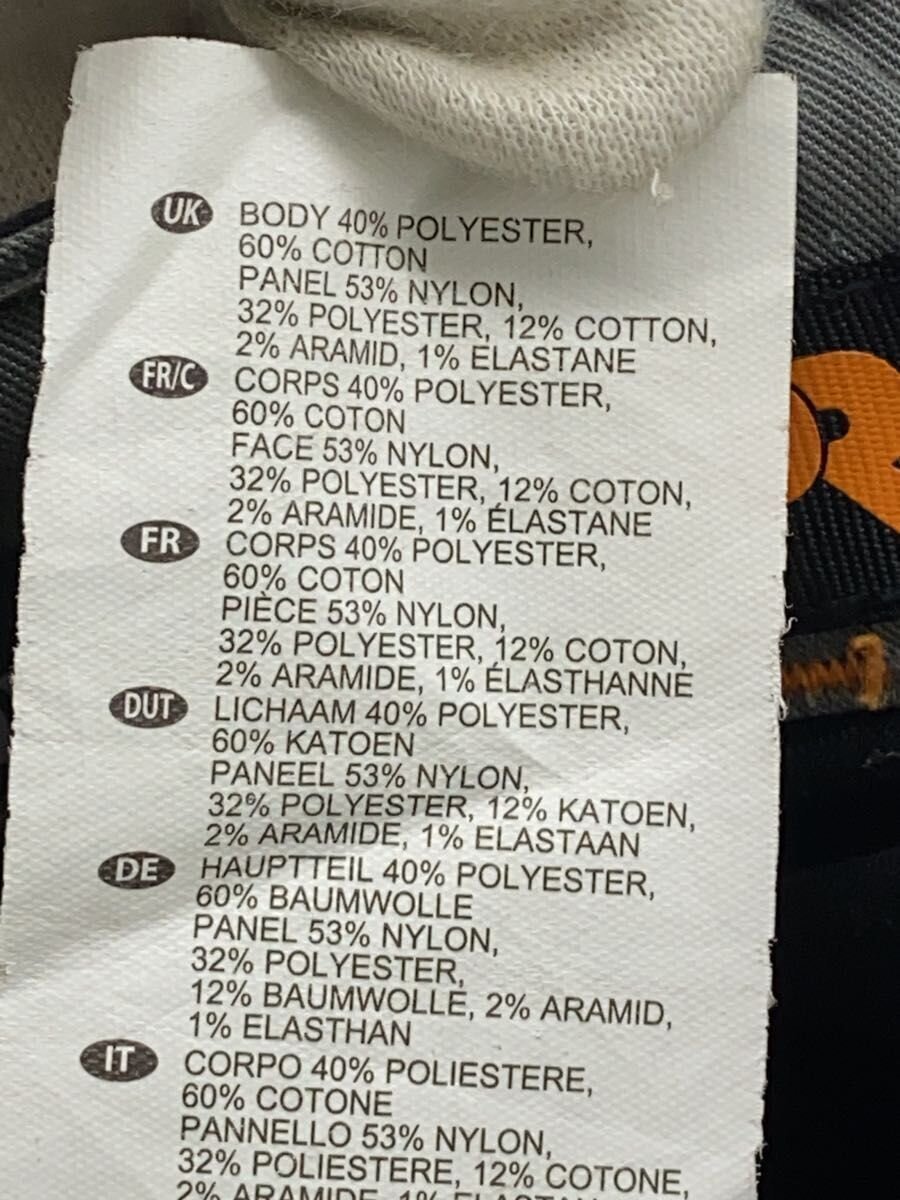 UK BODY 40% POLYESTER,
60% COTTON
PANEL 53% NYLON,
32% POLYESTER, 12% COTTON,
2% ARAMID, 1% ELASTANE
FR/C CORPS 40% POLYESTER,
60% COTON
FACE 53% NYLON,
32% POLYESTER, 12% COTON,
2% ARAMIDE, 1% ÉLASTANE
FR CORPS 40% POLYESTER,
60% COTON
PIÈCE 53% NYLON,
32% POLYESTER, 12% COTON,
2% ARAMIDE, 1% ÉLASTHANNE
DUT LICHAAM 40% POLYESTER,
60% KATOEN
PANEEL 53% NYLON,
32% POLYESTER, 12% KATOEN,
2% ARAMIDE, 1% ELASTAAN
DE HAUPTTEIL 40% POLYESTER,
60% BAUMWOLLE
PANEL 53% NYLON,
32% POLYESTER,
12% BAUMWOLLE, 2% ARAMID,
1% ELASTHAN
IT CORPO 40% POLIESTERE,
60% COTONE
PANNELLO 53% NYLON,
32% POLIESTERE, 12% COTONE,
2% ARAMIDE, 1%